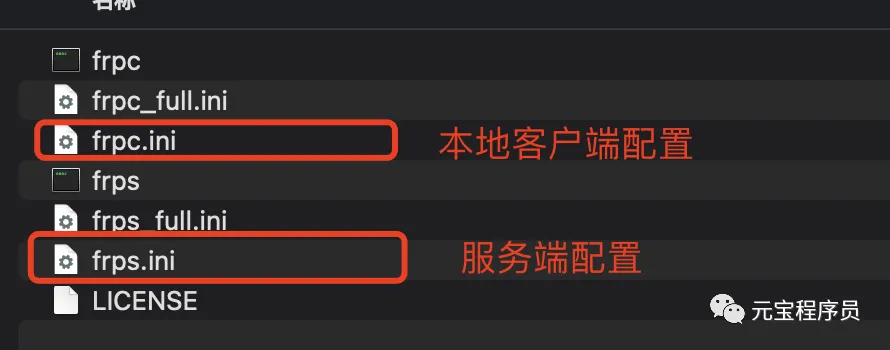 名称
frpc
frpc_full.ini
frpc.ini
本地客户端配置
frps
frps_full.ini
frps.ini
服务端配置
LICENSE
元宝程序员